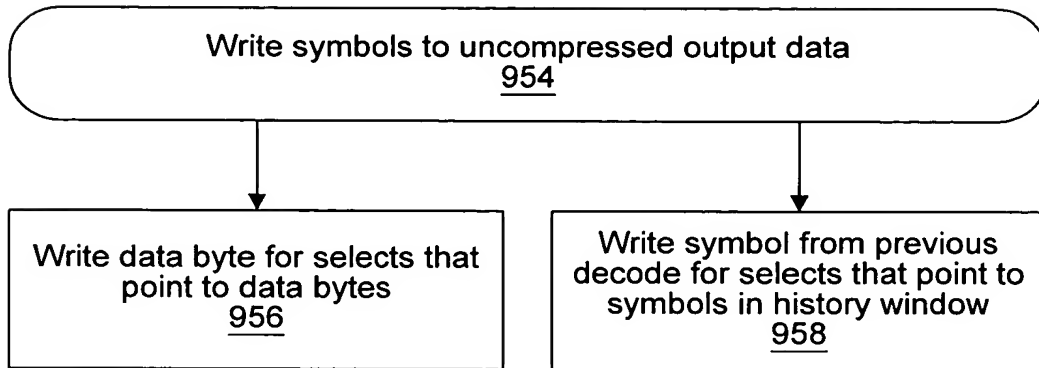 Write symbols to uncompressed output data
954
Write data byte for selects that
point to data bytes
956
Write symbol from previous
decode for selects that point to
symbols in history window
958